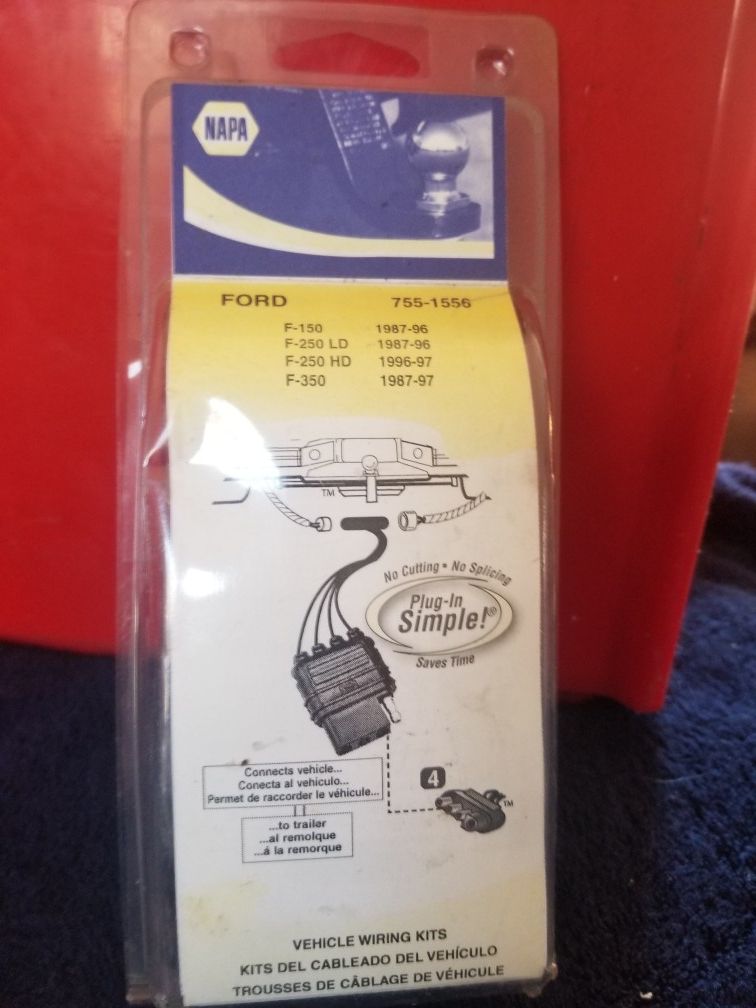 NAPA
FORD 755-1556
F-150 1987-96
F-250 LD 1987-96
F-250 HD 1996-97
F-350 1987-97
TM
No Cutting • No Splicing
Plug-In
Simple!®
Saves Time
Connects vehicle...
Conecta al vehículo...
Permet de raccorder le véhicule...
4
TM
...to trailer
...al remolque
...á la remorque
VEHICLE WIRING KITS
KITS DEL CABLEADO DEL VEHÍCULO
TROUSSES DE CÂBLAGE DE VÉHICULE